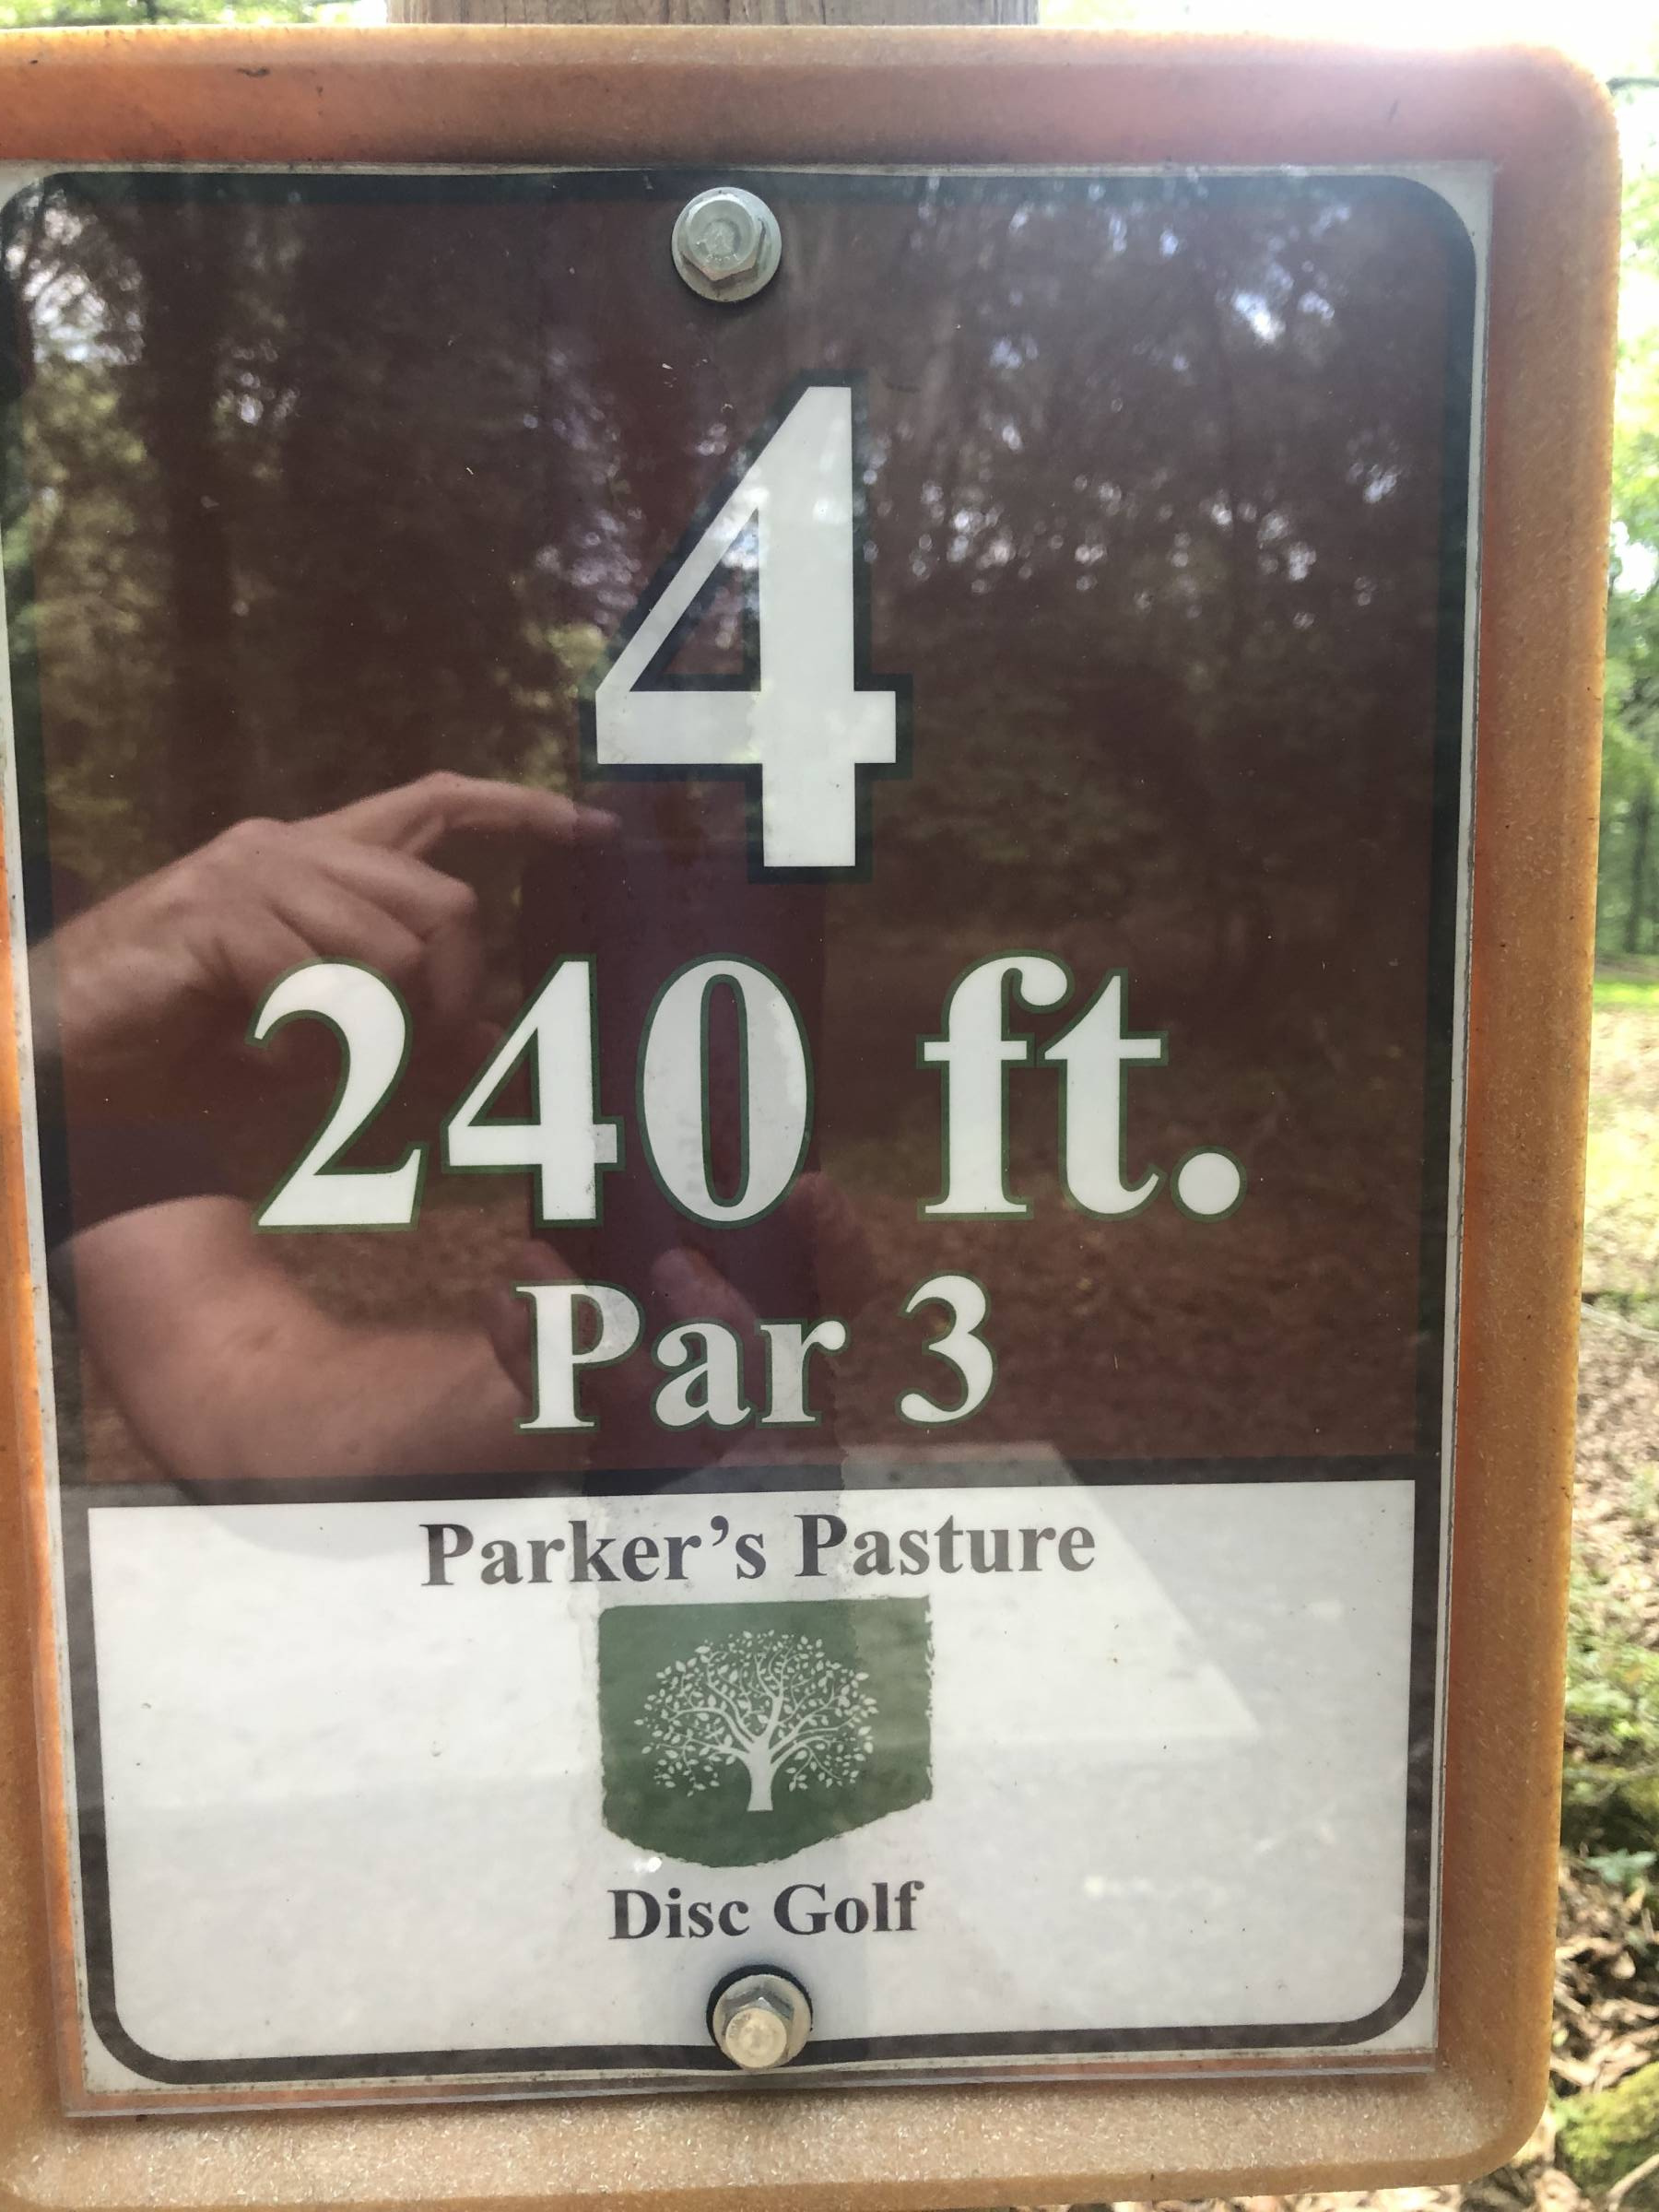 4
240 ft.
Par 3
Parker’s Pasture
Disc Golf